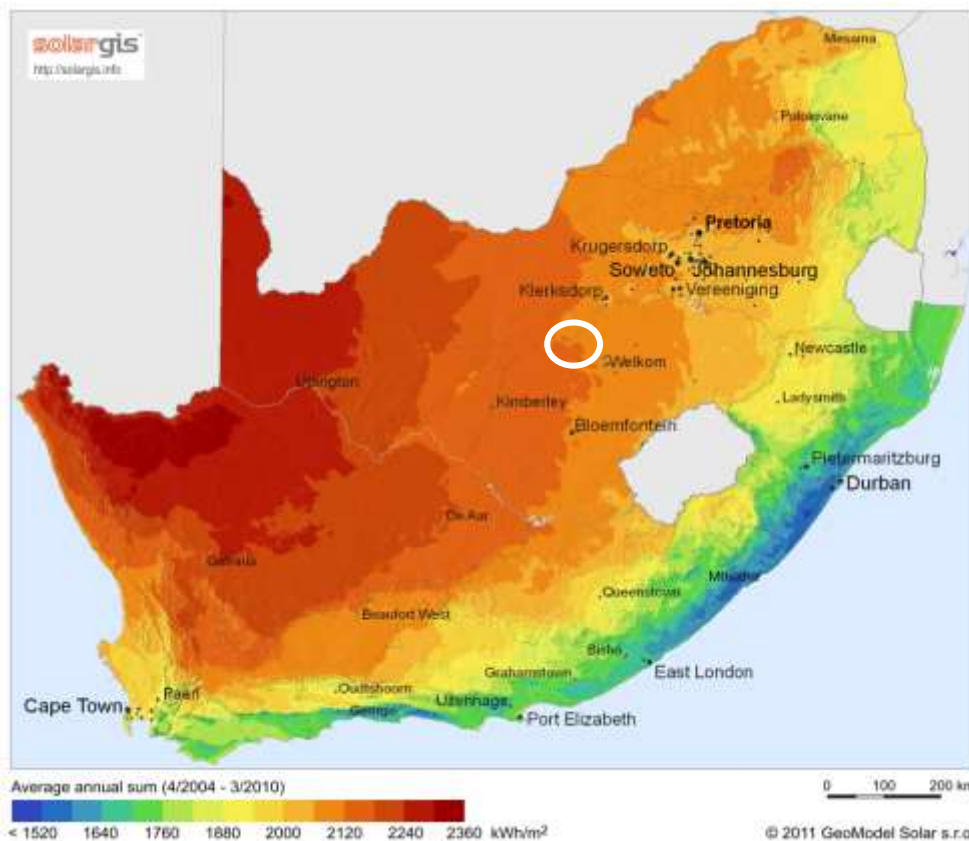 solargis
http://solargis.info
Messina
Polokwane
Pretoria
Krugersdorp
Soweto
Johannesburg
Klerksdorp
Vereeniging
Welkom
Newcastle
Upington
Kimberley
Ladysmith
Bloemfontein
Pietermaritzburg
Durban
De Aar
Calvinia
Mthatha
Queenstown
Beaufort West
Bisho
East London
Grahamstown
Oudtshoorn
Paarl
Uitenhage
Cape Town
George
Port Elizabeth
Average annual sum (4/2004 - 3/2010)
0 100 200 km
< 1520 1640 1760 1880 2000 2120 2240 2360 kWh/m²
© 2011 GeoModel Solar s.r.o